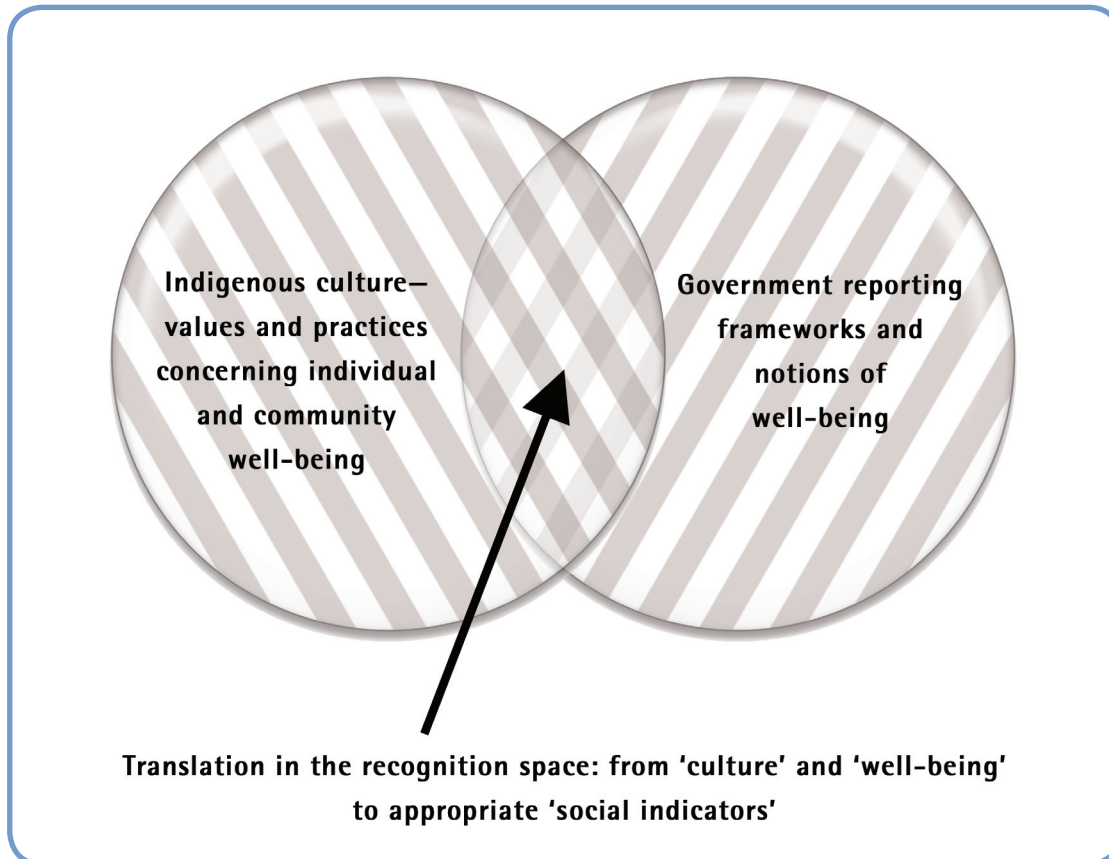 Indigenous culture—
values and practices
concerning individual
and community
well-being
Government reporting
frameworks and
notions of
well-being
Translation in the recognition space: from ‘culture’ and ‘well-being’
to appropriate ‘social indicators’